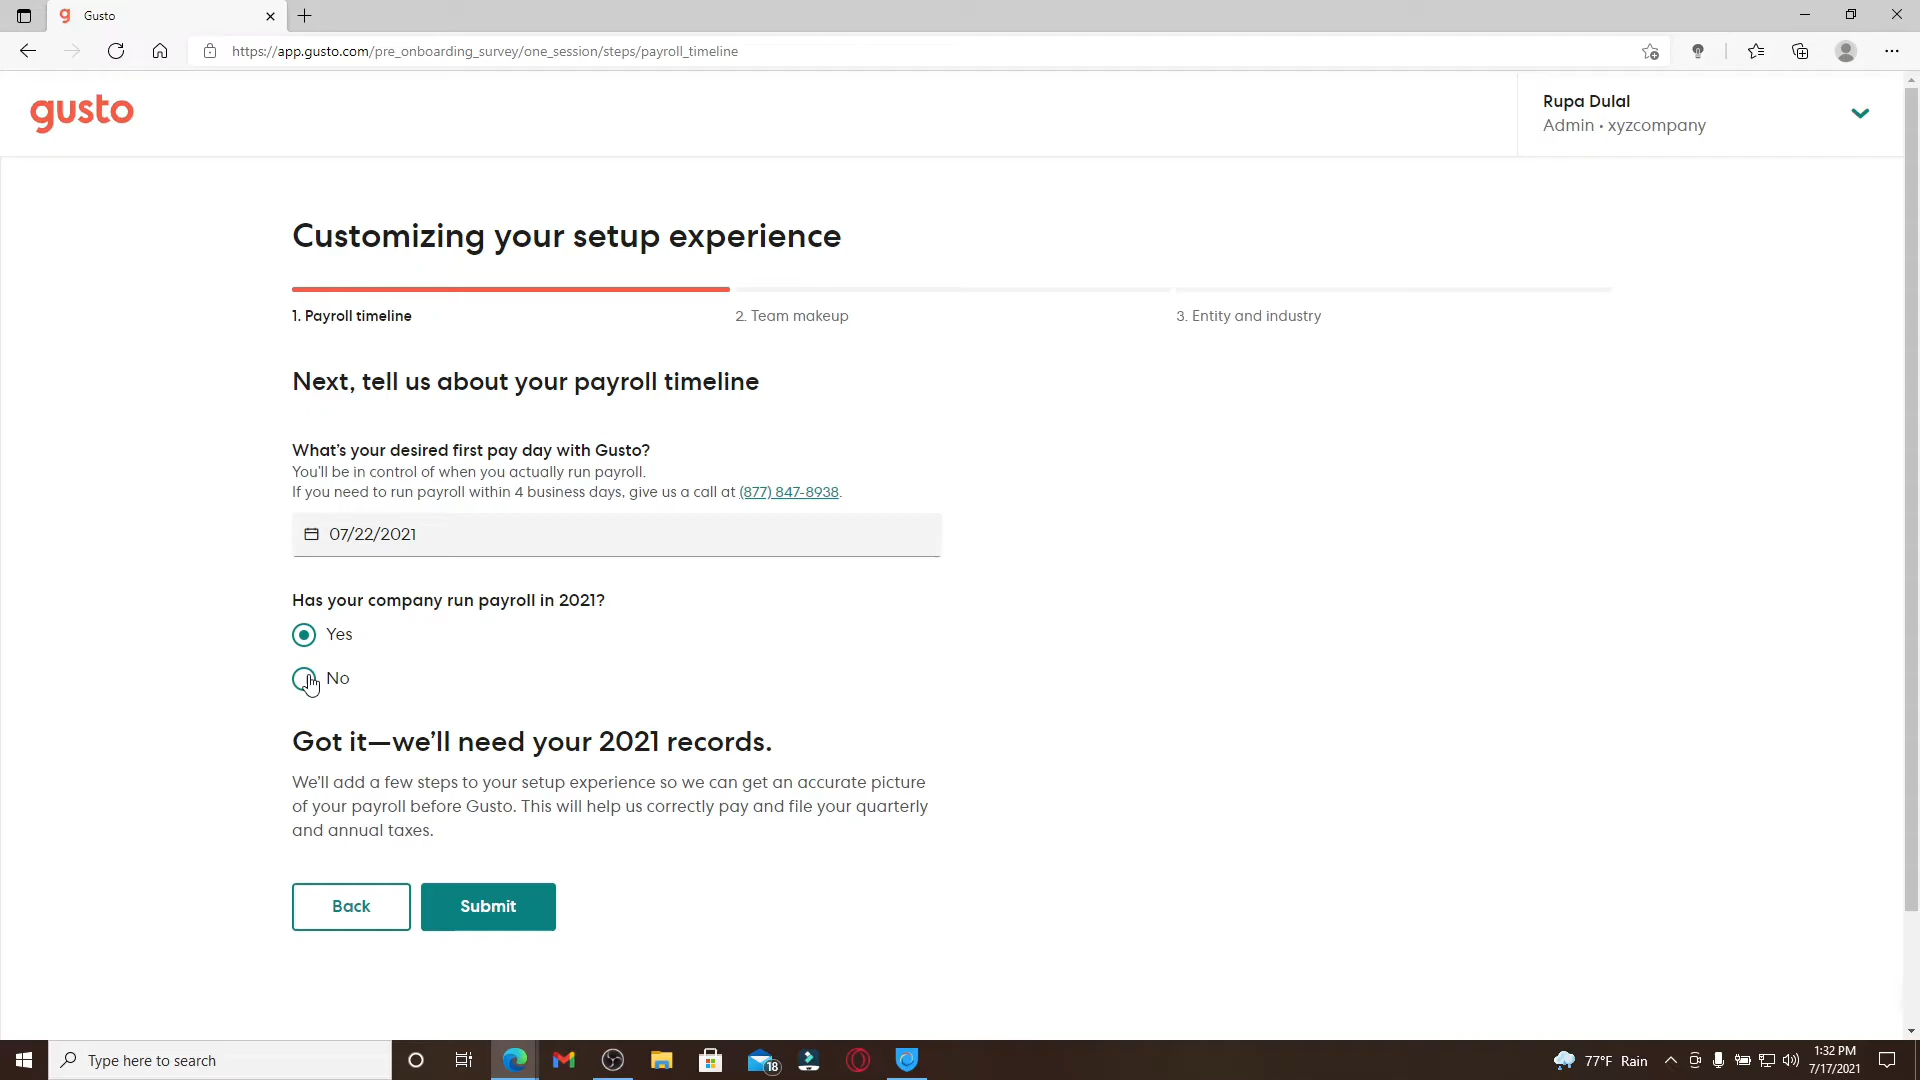 Gusto
https://app.gusto.com/pre_onboarding_survey/one_session/steps/payroll_timeline
gusto
Rupa Dulal
Admin • xyzcompany
Customizing your setup experience
1. Payroll timeline
2. Team makeup
3. Entity and industry
Next, tell us about your payroll timeline
What's your desired first pay day with Gusto?
You'll be in control of when you actually run payroll.
If you need to run payroll within 4 business days, give us a call at (877) 847-8938.
07/22/2021
Has your company run payroll in 2021?
Yes
No
Got it—we'll need your 2021 records.
We'll add a few steps to your setup experience so we can get an accurate picture
of your payroll before Gusto. This will help us correctly pay and file your quarterly
and annual taxes.
Back
Submit
Type here to search
18
77°F Rain
1:32 PM
7/17/2021